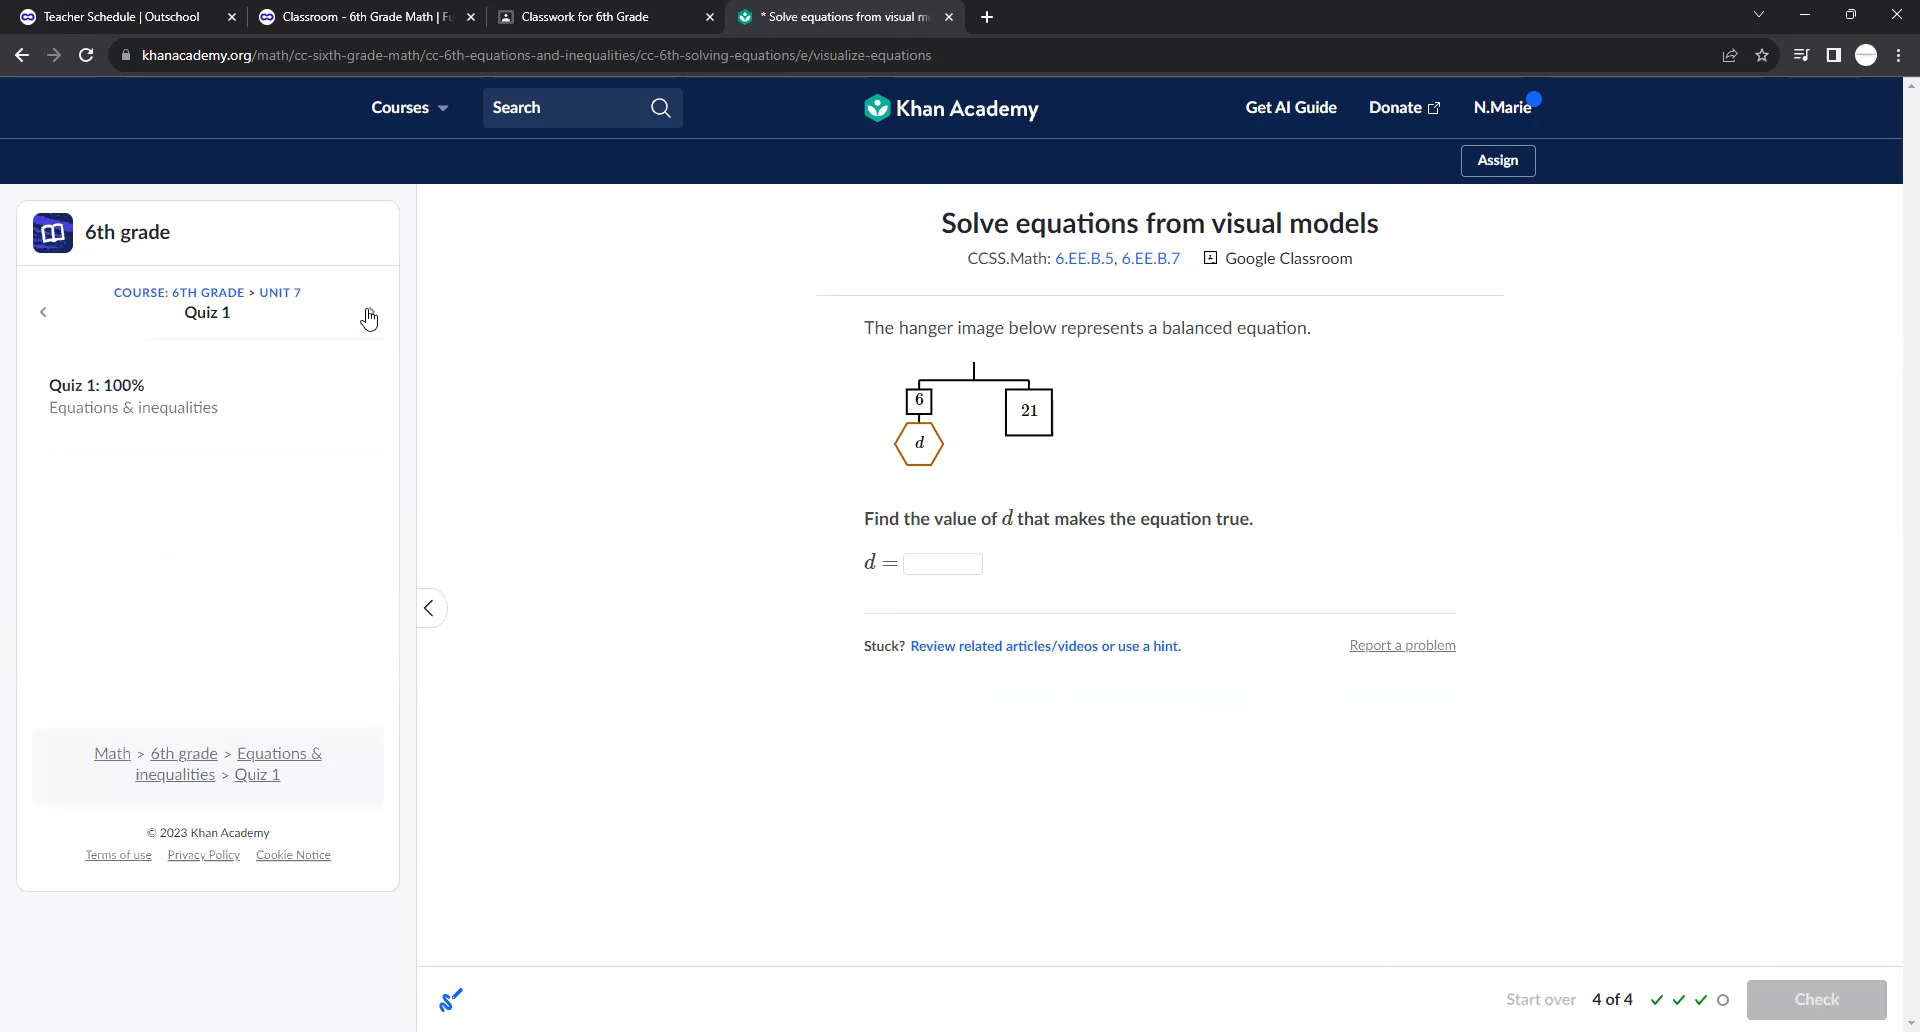 Teacher Schedule | Outschool
Classroom - 6th Grade Math | Fu
Classwork for 6th Grade
* Solve equations from visual m
khanacademy.org/math/cc-sixth-grade-math/cc-6th-equations-and-inequalities/cc-6th-solving-equations/e/visualize-equations
Courses
Search
Khan Academy
Get AI Guide
Donate
N.Marie
Assign
6th grade
COURSE: 6TH GRADE > UNIT 7
Quiz 1
Quiz 1: 100%
Equations & inequalities
Math > 6th grade > Equations &
inequalities > Quiz 1
© 2023 Khan Academy
Terms of use Privacy Policy Cookie Notice
Solve equations from visual models
CCSS.Math: 6.EE.B.5, 6.EE.B.7 Google Classroom
The hanger image below represents a balanced equation.
6
21
d
Find the value of d that makes the equation true.
d =
Stuck? Review related articles/videos or use a hint.
Report a problem
Start over 4 of 4
Check